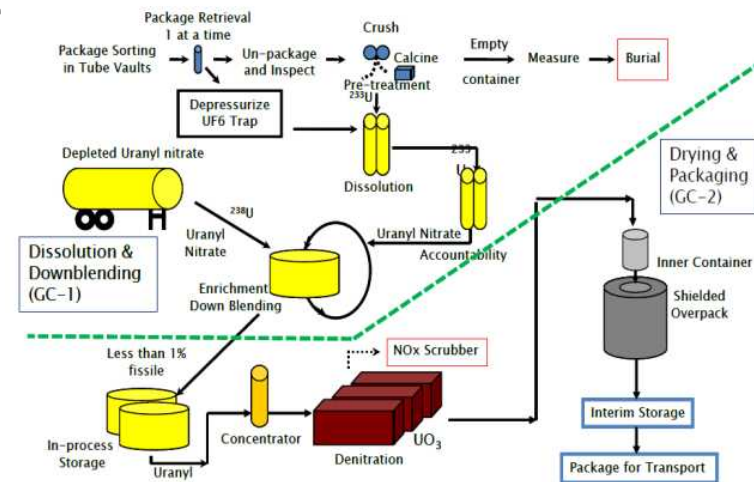 Package Retrieval
1 at a time
Crush
Package Sorting
in Tube Vaults
Un-package
and Inspect
Calcine
Pre-treatment
Empty
container
Measure
Burial
²³³U
Depressurize
UF6 Trap
Depleted Uranyl nitrate
Dissolution
²³³
U
Drying &
Packaging
(GC-2)
²³⁸U
Uranyl
Nitrate
Uranyl Nitrate
Accountability
Dissolution &
Downblending
(GC-1)
Enrichment
Down Blending
Inner Container
Shielded
Overpack
Less than 1%
fissile
NOx Scrubber
In-process
Storage
Uranyl
Concentrator
UO₃
Denitration
Interim Storage
Package for Transport